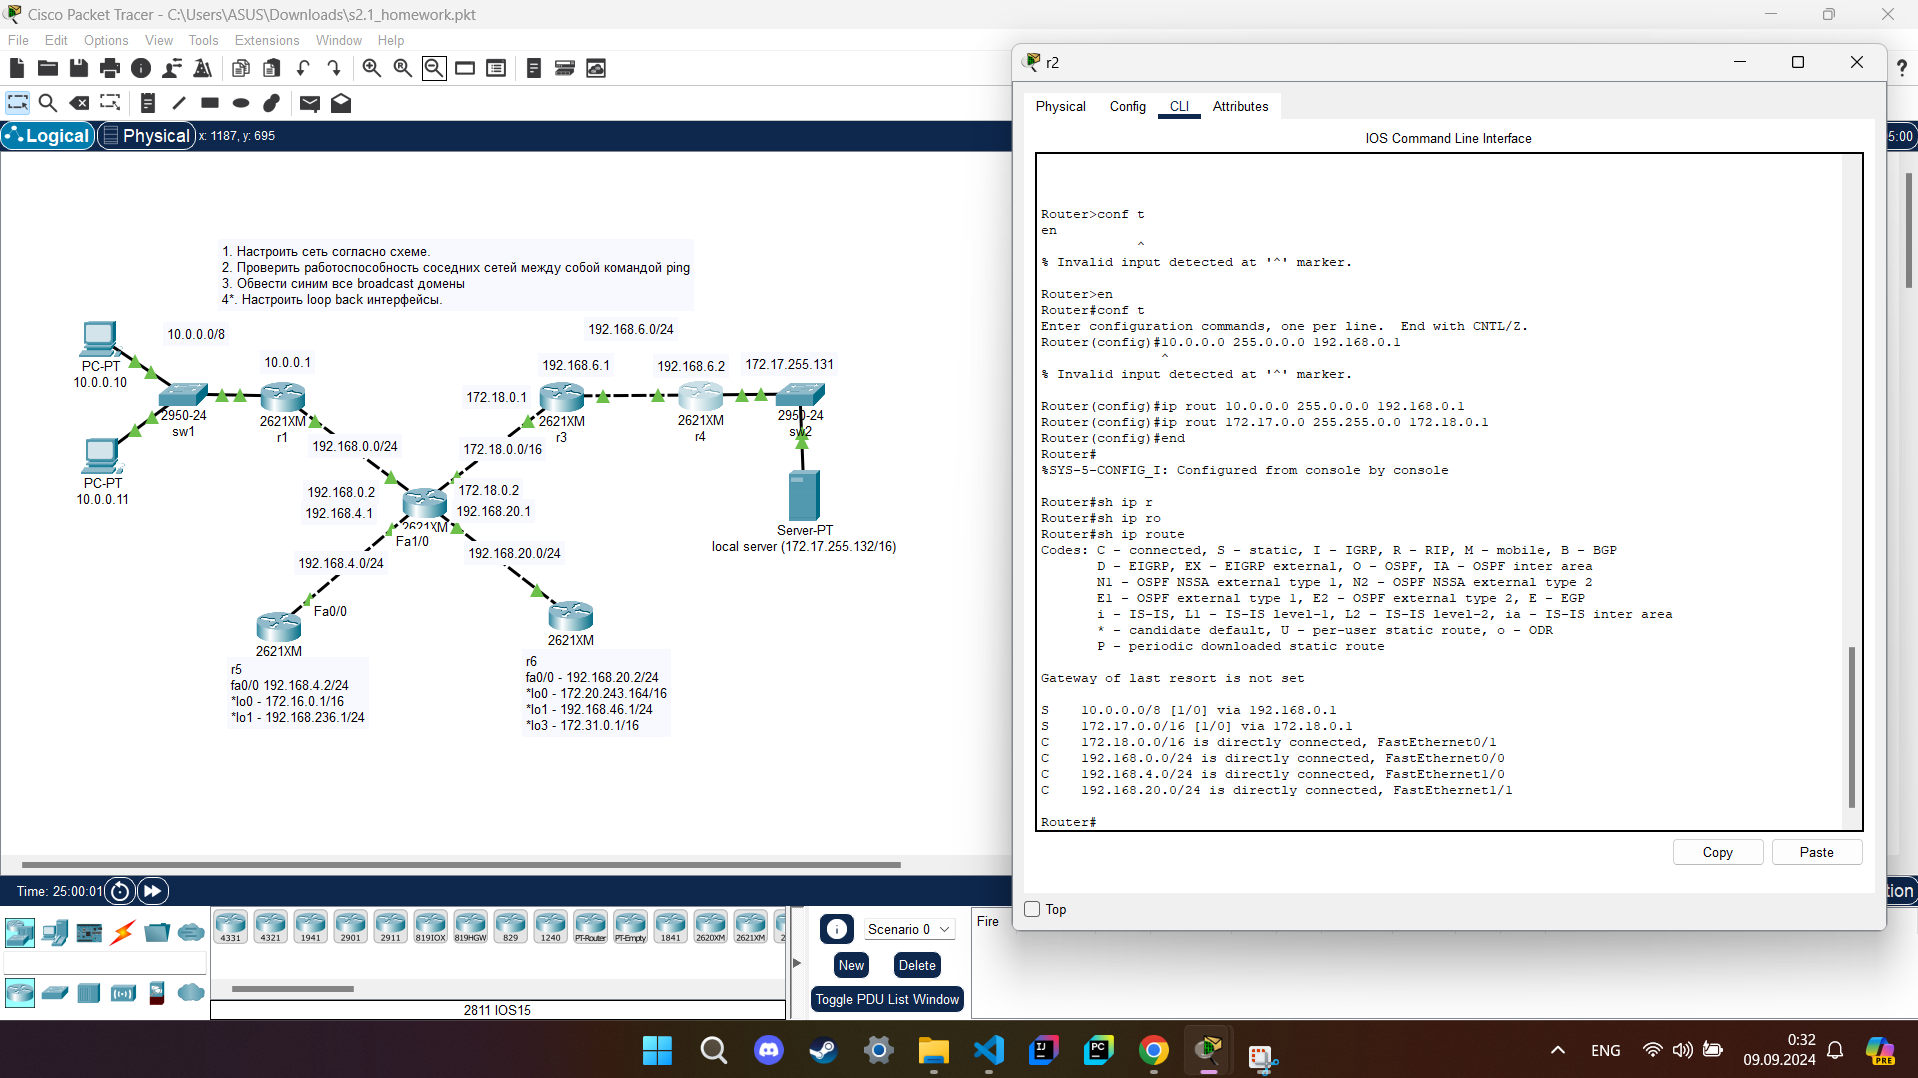 Cisco Packet Tracer - C:\Users\ASUS\Downloads\s2.1_homework.pkt
File Edit Options View Tools Extensions Window Help
Logical Physical x: 1187, y: 695
5:00
1. Настроить сеть согласно схеме.
2. Проверить работоспособность соседних сетей между собой командой ping
3. Обвести синим все broadcast домены
4*. Настроить loop back интерфейсы.
10.0.0.0/8
192.168.6.0/24
PC-PT
10.0.0.10
10.0.0.1
192.168.6.1
192.168.6.2
172.17.255.131
172.18.0.1
2950-24
sw1
2621XM
r1
2621XM
r3
2621XM
r4
2950-24
sw2
192.168.0.0/24
172.18.0.0/16
PC-PT
10.0.0.11
192.168.0.2
172.18.0.2
192.168.4.1
192.168.20.1
2621XM
Fa1/0
Server-PT
local server (172.17.255.132/16)
192.168.4.0/24
192.168.20.0/24
Fa0/0
2621XM
2621XM
r5
fa0/0 192.168.4.2/24
*lo0 - 172.16.0.1/16
*lo1 - 192.168.236.1/24
r6
fa0/0 - 192.168.20.2/24
*lo0 - 172.20.243.164/16
*lo1 - 192.168.46.1/24
*lo3 - 172.31.0.1/16
r2
Physical Config CLI Attributes
IOS Command Line Interface
Router>conf t
en
^
% Invalid input detected at '^' marker.
Router>en
Router#conf t
Enter configuration commands, one per line. End with CNTL/Z.
Router(config)#10.0.0.0 255.0.0.0 192.168.0.1
^
% Invalid input detected at '^' marker.
Router(config)#ip rout 10.0.0.0 255.0.0.0 192.168.0.1
Router(config)#ip rout 172.17.0.0 255.255.0.0 172.18.0.1
Router(config)#end
Router#
%SYS-5-CONFIG_I: Configured from console by console
Router#sh ip r
Router#sh ip ro
Router#sh ip route
Codes: C - connected, S - static, I - IGRP, R - RIP, M - mobile, B - BGP
D - EIGRP, EX - EIGRP external, O - OSPF, IA - OSPF inter area
N1 - OSPF NSSA external type 1, N2 - OSPF NSSA external type 2
E1 - OSPF external type 1, E2 - OSPF external type 2, E - EGP
i - IS-IS, L1 - IS-IS level-1, L2 - IS-IS level-2, ia - IS-IS inter area
* - candidate default, U - per-user static route, o - ODR
P - periodic downloaded static route
Gateway of last resort is not set
S 10.0.0.0/8 [1/0] via 192.168.0.1
S 172.17.0.0/16 [1/0] via 172.18.0.1
C 172.18.0.0/16 is directly connected, FastEthernet0/1
C 192.168.0.0/24 is directly connected, FastEthernet0/0
C 192.168.4.0/24 is directly connected, FastEthernet1/0
C 192.168.20.0/24 is directly connected, FastEthernet1/1
Router#
Copy Paste
Top
Time: 25:00:01
tion
4331 4321 1941 2901 2911 819IOX 819HGW 829 1240 PT-Router PT-Empty 1841 2620XM 2621XM 2
2811 IOS15
Scenario 0
New Delete
Toggle PDU List Window
Fire
IJ
PC
ENG
0:32
09.09.2024
PRE